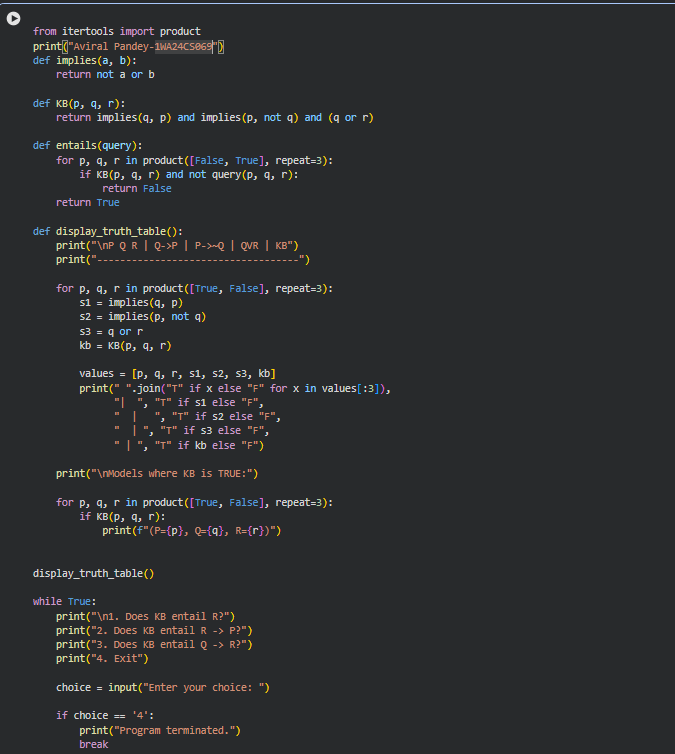 from itertools import product
print("Aviral Pandey-1WA24CS069")
def implies(a, b):
    return not a or b

def KB(p, q, r):
    return implies(q, p) and implies(p, not q) and (q or r)

def entails(query):
    for p, q, r in product([False, True], repeat=3):
        if KB(p, q, r) and not query(p, q, r):
            return False
    return True

def display_truth_table():
    print("\nP Q R | Q->P | P->~Q | QVR | KB")
    print("-----------------------------------")

    for p, q, r in product([True, False], repeat=3):
        s1 = implies(q, p)
        s2 = implies(p, not q)
        s3 = q or r
        kb = KB(p, q, r)

        values = [p, q, r, s1, s2, s3, kb]
        print(" ".join("T" if x else "F" for x in values[:3]),
              "|  ", "T" if s1 else "F",
              "  |   ", "T" if s2 else "F",
              "  | ", "T" if s3 else "F",
              " | ", "T" if kb else "F")

    print("\nModels where KB is TRUE:")

    for p, q, r in product([True, False], repeat=3):
        if KB(p, q, r):
            print(f"(P={p}, Q={q}, R={r})")


display_truth_table()

while True:
    print("\n1. Does KB entail R?")
    print("2. Does KB entail R -> P?")
    print("3. Does KB entail Q -> R?")
    print("4. Exit")

    choice = input("Enter your choice: ")

    if choice == '4':
        print("Program terminated.")
        break